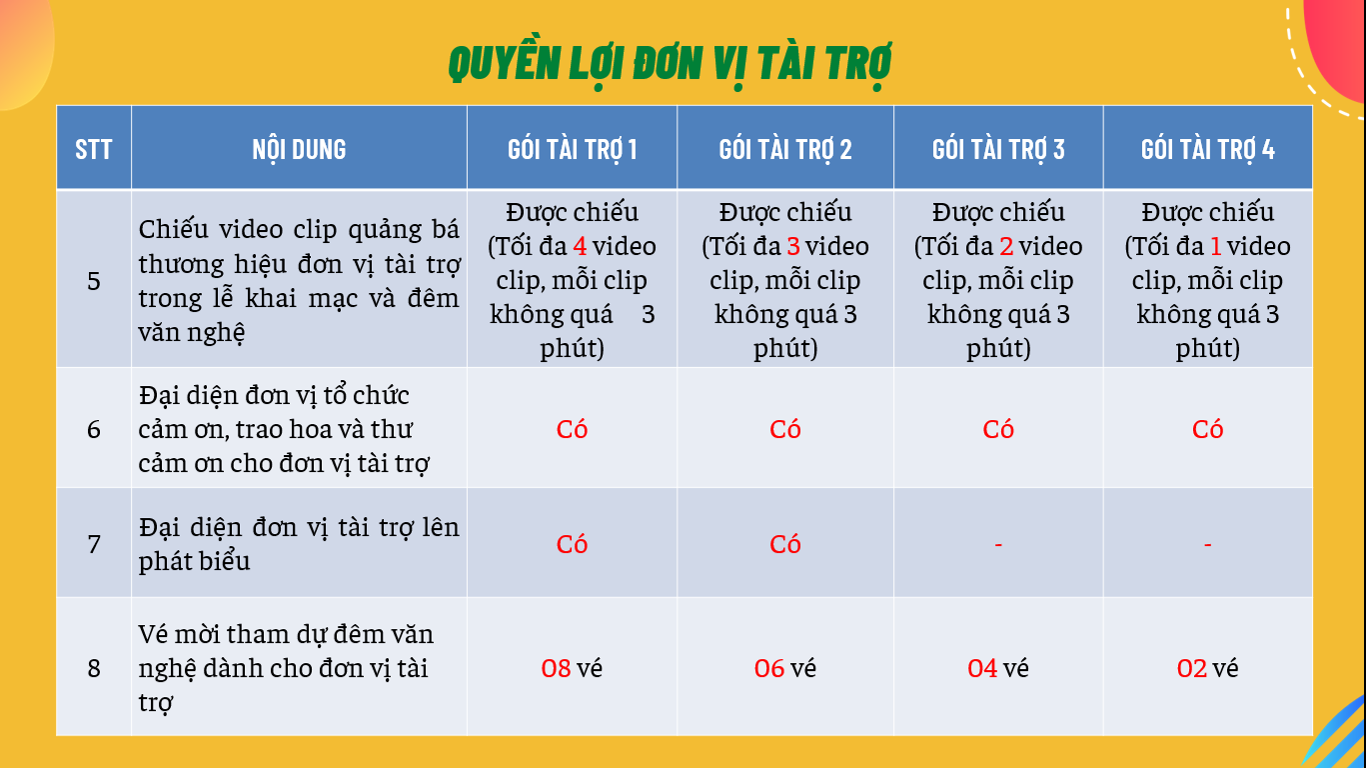 QUYỀN LỢI ĐƠN VỊ TÀI TRỢ
STT
NỘI DUNG
GÓI TÀI TRỢ 1
GÓI TÀI TRỢ 2
GÓI TÀI TRỢ 3
GÓI TÀI TRỢ 4
5
Chiếu video clip quảng bá
thương hiệu đơn vị tài trợ
trong lễ khai mạc và đêm
văn nghệ
Được chiếu
(Tối đa 4 video
clip, mỗi clip
không quá 3
phút)
Được chiếu
(Tối đa 3 video
clip, mỗi clip
không quá 3
phút)
Được chiếu
(Tối đa 2 video
clip, mỗi clip
không quá 3
phút)
Được chiếu
(Tối đa 1 video
clip, mỗi clip
không quá 3
phút)
6
Đại diện đơn vị tổ chức
cảm ơn, trao hoa và thư
cảm ơn cho đơn vị tài trợ
Có
Có
Có
Có
7
Đại diện đơn vị tài trợ lên
phát biểu
Có
Có
-
-
8
Vé mời tham dự đêm văn
nghệ dành cho đơn vị tài
trợ
08 vé
06 vé
04 vé
02 vé